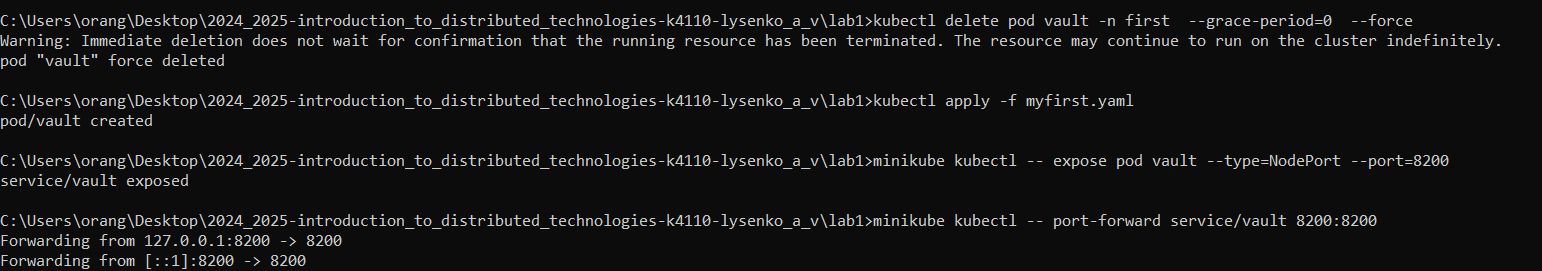 C:\Users\orang\Desktop\2024_2025-introduction_to_distributed_technologies-k4110-lysenko_a_v\lab1>kubectl delete pod vault -n first  --grace-period=0  --force
Warning: Immediate deletion does not wait for confirmation that the running resource has been terminated. The resource may continue to run on the cluster indefinitely.
pod "vault" force deleted
C:\Users\orang\Desktop\2024_2025-introduction_to_distributed_technologies-k4110-lysenko_a_v\lab1>kubectl apply -f myfirst.yaml
pod/vault created
C:\Users\orang\Desktop\2024_2025-introduction_to_distributed_technologies-k4110-lysenko_a_v\lab1>minikube kubectl -- expose pod vault --type=NodePort --port=8200
service/vault exposed
C:\Users\orang\Desktop\2024_2025-introduction_to_distributed_technologies-k4110-lysenko_a_v\lab1>minikube kubectl -- port-forward service/vault 8200:8200
Forwarding from 127.0.0.1:8200 -> 8200
Forwarding from [::1]:8200 -> 8200